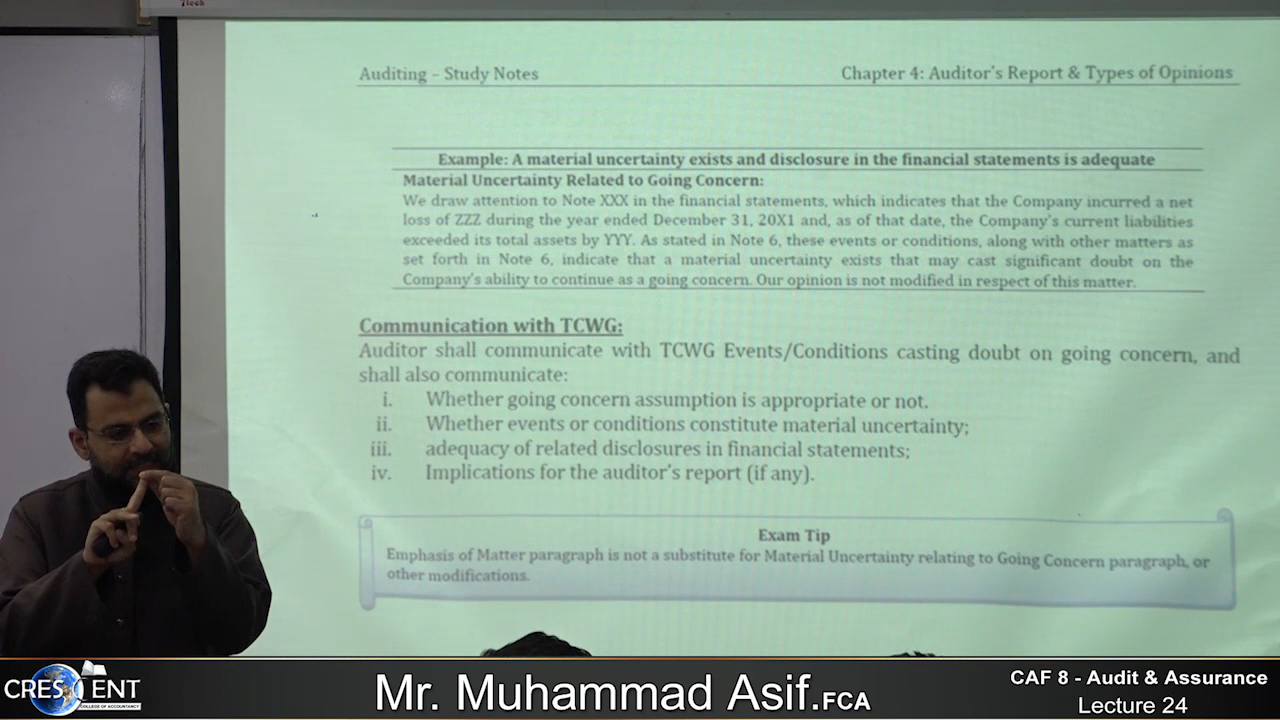 Auditing – Study Notes
Chapter 4: Auditor's Report & Types of Opinions
Example: A material uncertainty exists and disclosure in the financial statements is adequate
Material Uncertainty Related to Going Concern:
We draw attention to Note XXX in the financial statements, which indicates that the Company incurred a net
loss of ZZZ during the year ended December 31, 20X1 and, as of that date, the Company's current liabilities
exceeded its total assets by YYY. As stated in Note 6, these events or conditions, along with other matters as
set forth in Note 6, indicate that a material uncertainty exists that may cast significant doubt on the
Company's ability to continue as a going concern. Our opinion is not modified in respect of this matter.
Communication with TCWG:
Auditor shall communicate with TCWG Events/Conditions casting doubt on going concern, and
shall also communicate:
i. Whether going concern assumption is appropriate or not.
ii. Whether events or conditions constitute material uncertainty;
iii. adequacy of related disclosures in financial statements;
iv. Implications for the auditor's report (if any).
Exam Tip
Emphasis of Matter paragraph is not a substitute for Material Uncertainty relating to Going Concern paragraph, or
other modifications.
CRESCENT
COLLEGE OF ACCOUNTANCY
Mr. Muhammad Asif.FCA
CAF 8 - Audit & Assurance
Lecture 24